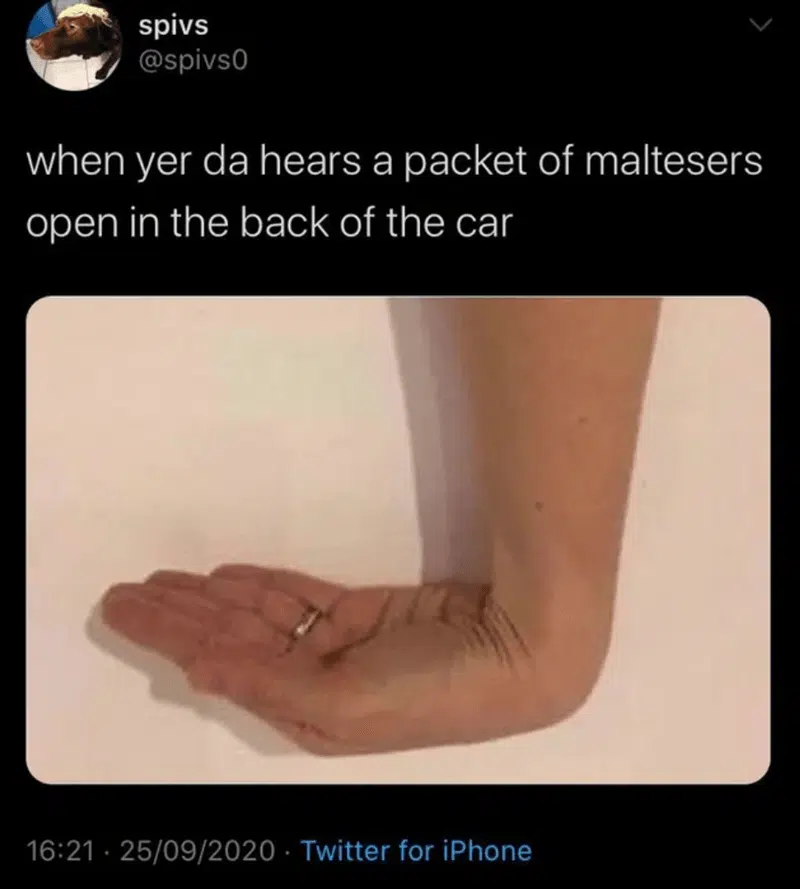 spivs
@spivs0
when yer da hears a packet of maltesers
open in the back of the car
16:21 · 25/09/2020 · Twitter for iPhone